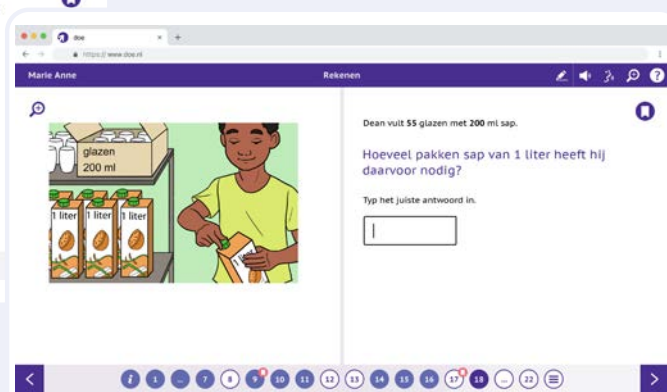 doe
https://www.doe.nl
Marie Anne
Rekenen
glazen
200 ml
1 liter
1 liter
1 liter
1 liter
Dean vult 55 glazen met 200 ml sap.
Hoeveel pakken sap van 1 liter heeft hij
daarvoor nodig?
Typ het juiste antwoord in.
i 1 ... 7 8 9 10 11 12 13 14 15 16 17 18 ... 22